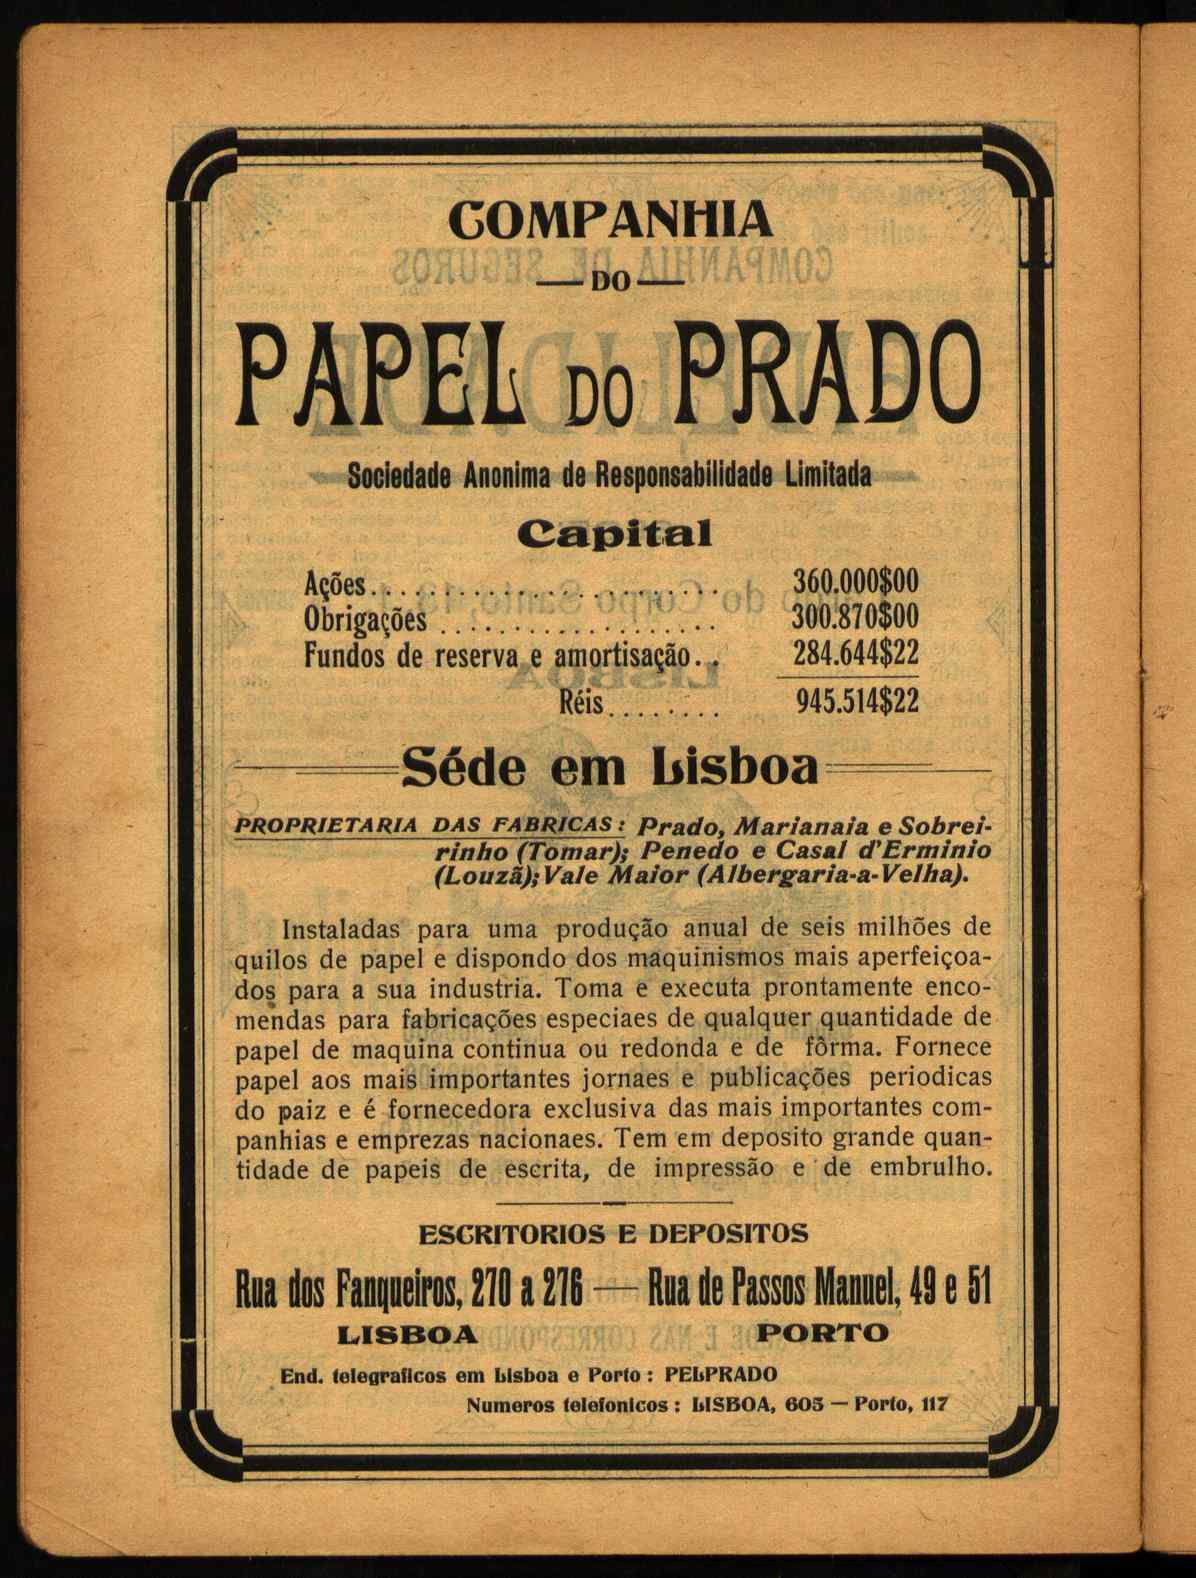 COMPANHIA
— DO —
PAPEL DO PRADO
Sociedade Anonima de Responsabilidade Limitada
Capital
Ações........................ 360.000$00
Obrigações ................... 300.870$00
Fundos de reserva e amortisação.. 284.644$22
Réis........ 945.514$22
Séde em Lisboa
PROPRIETARIA DAS FABRICAS: Prado, Marianaia e Sobrei-
rinho (Tomar); Penedo e Casal d'Erminio
(Louzã); Vale Maior (Albergaria-a-Velha).
Instaladas para uma produção anual de seis milhões de
quilos de papel e dispondo dos maquinismos mais aperfeiçoa-
dos para a sua industria. Toma e executa prontamente enco-
mendas para fabricações especiaes de qualquer quantidade de
papel de maquina continua ou redonda e de fôrma. Fornece
papel aos mais importantes jornaes e publicações periodicas
do paiz e é fornecedora exclusiva das mais importantes com-
panhias e emprezas nacionaes. Tem em deposito grande quan-
tidade de papeis de escrita, de impressão e de embrulho.
ESCRITORIOS E DEPOSITOS
Rua dos Fanqueiros, 270 a 276 — Rua de Passos Manuel, 49 e 51
LISBOA PORTO
End. telegraficos em Lisboa e Porto: PELPRADO
Numeros telefonicos: LISBOA, 605 — Porto, 117